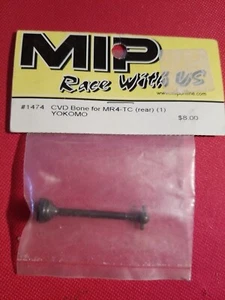 MIP
Race With US
#1474 CVD Bone for MR4-TC (rear) (1)
YOKOMO
$8.00